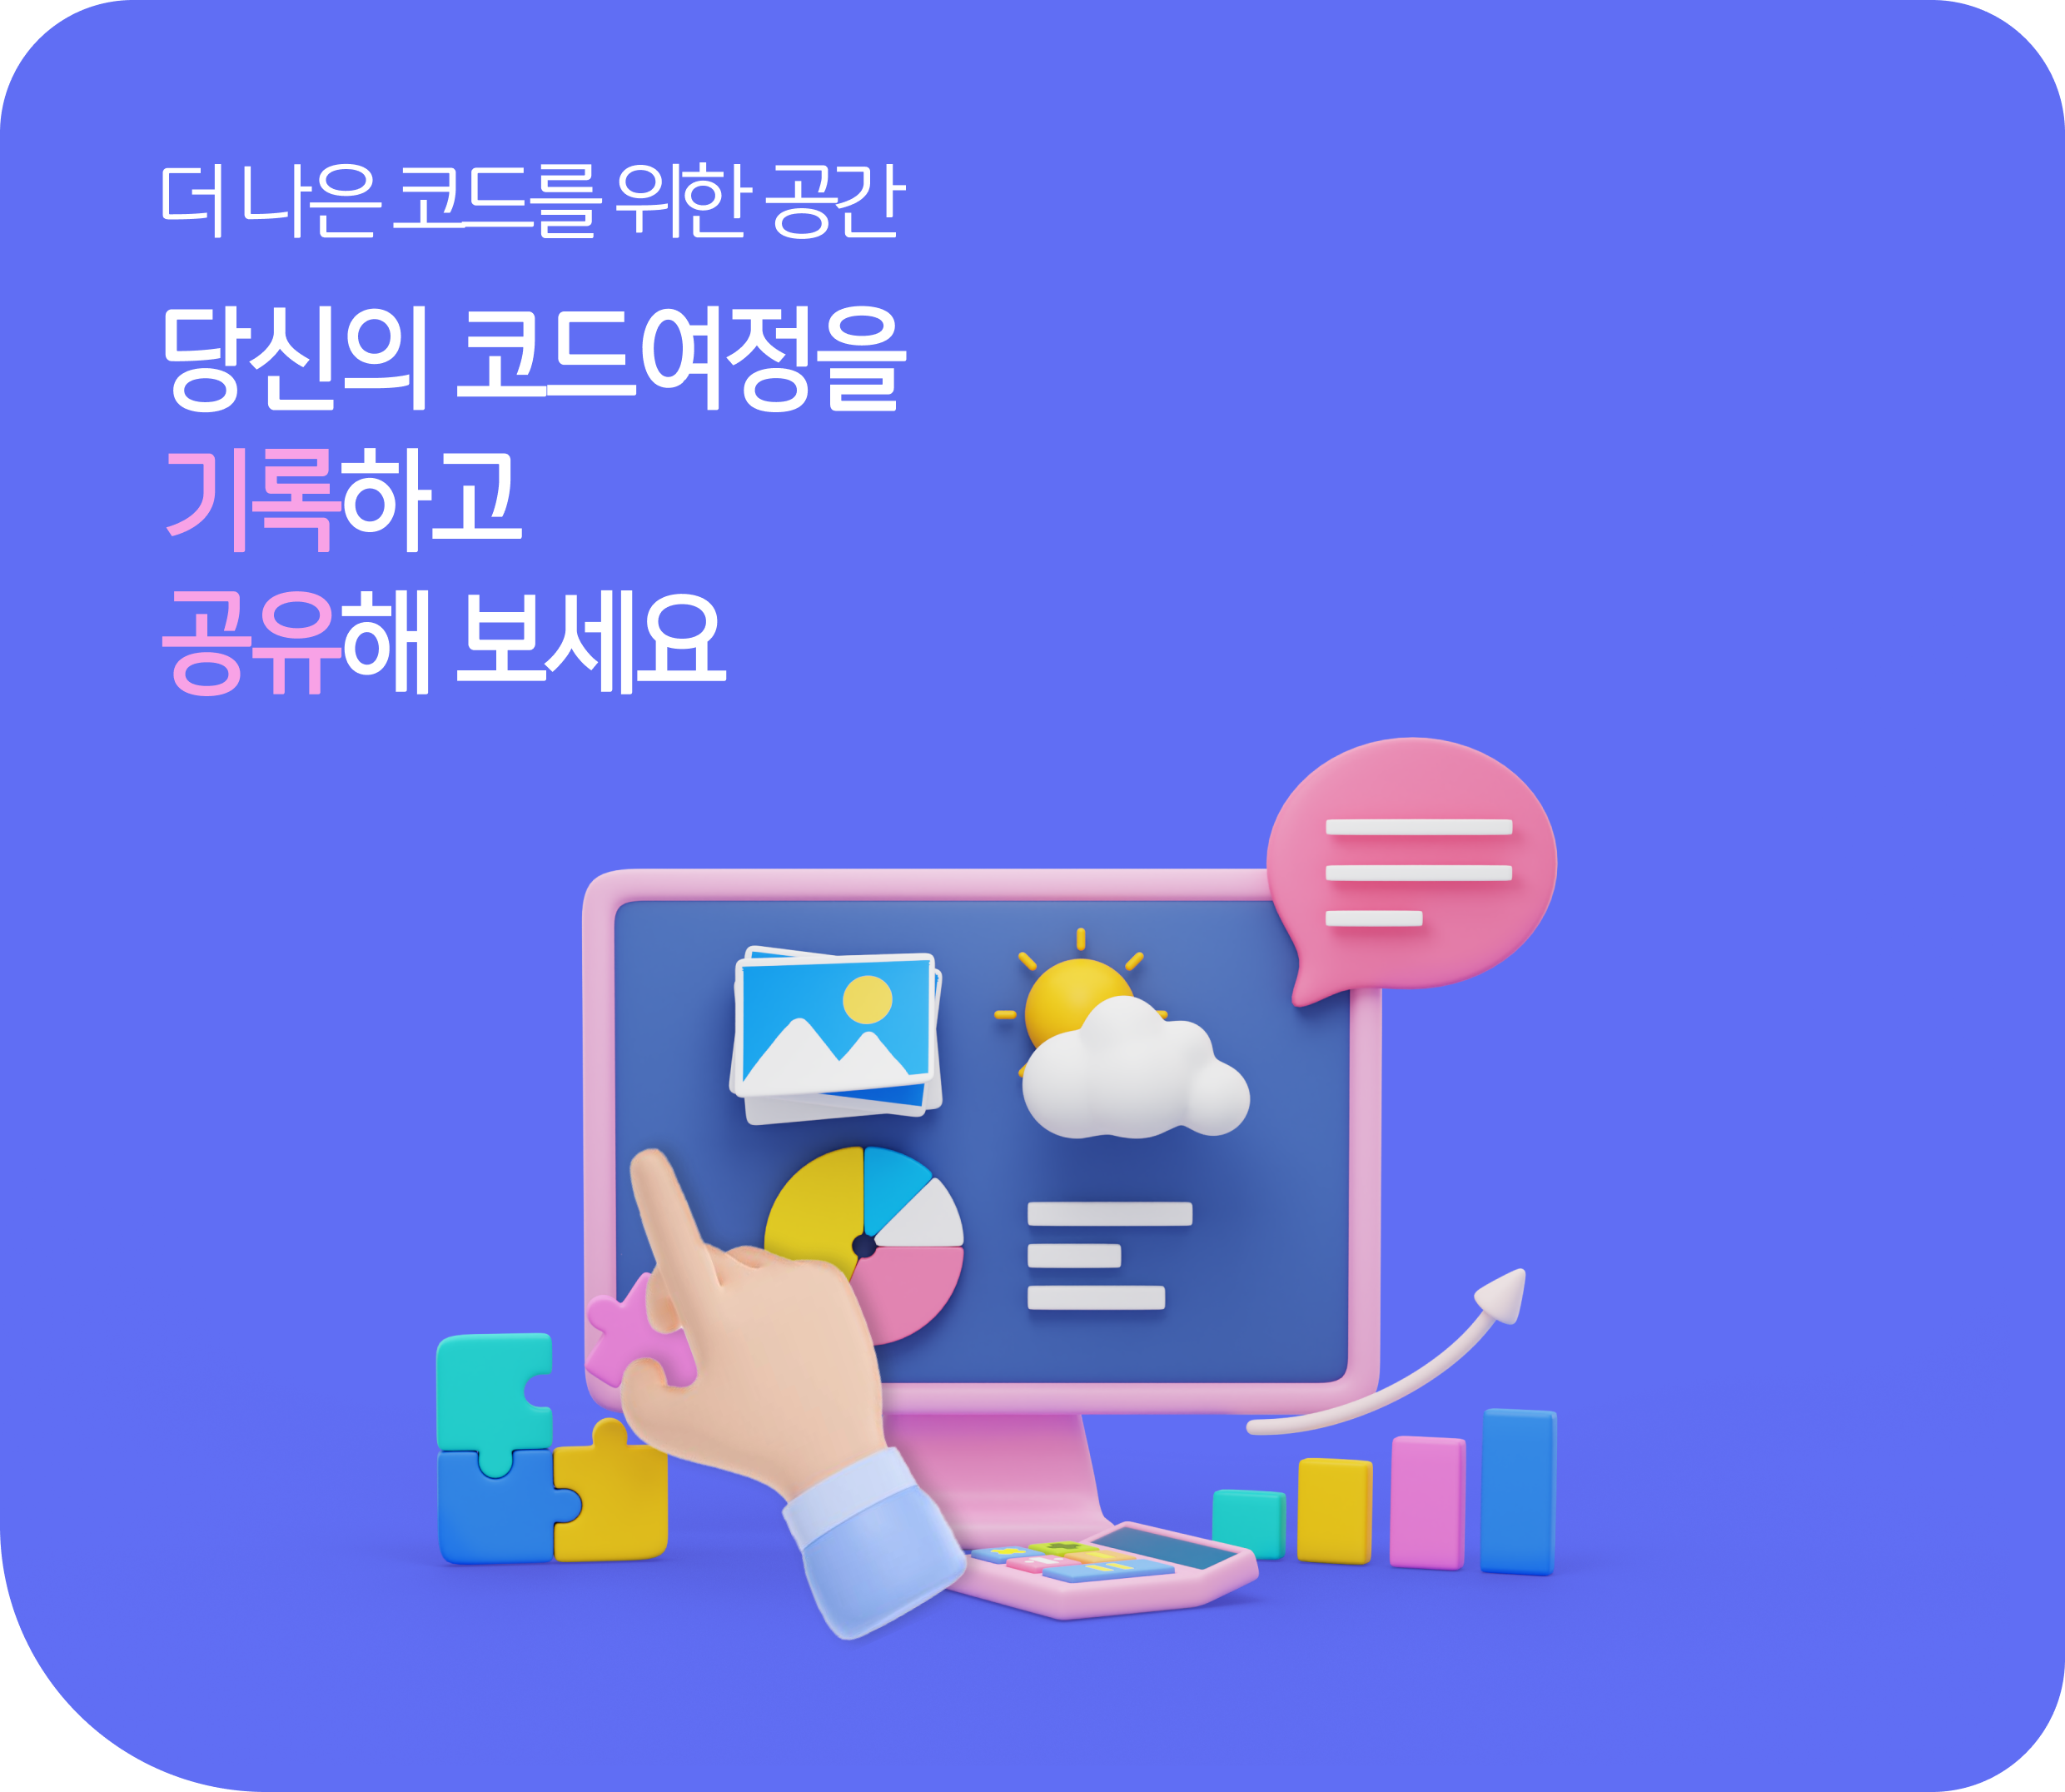 더 나은 코드를 위한 공간
당신의 코드여정을
기록하고
공유해 보세요